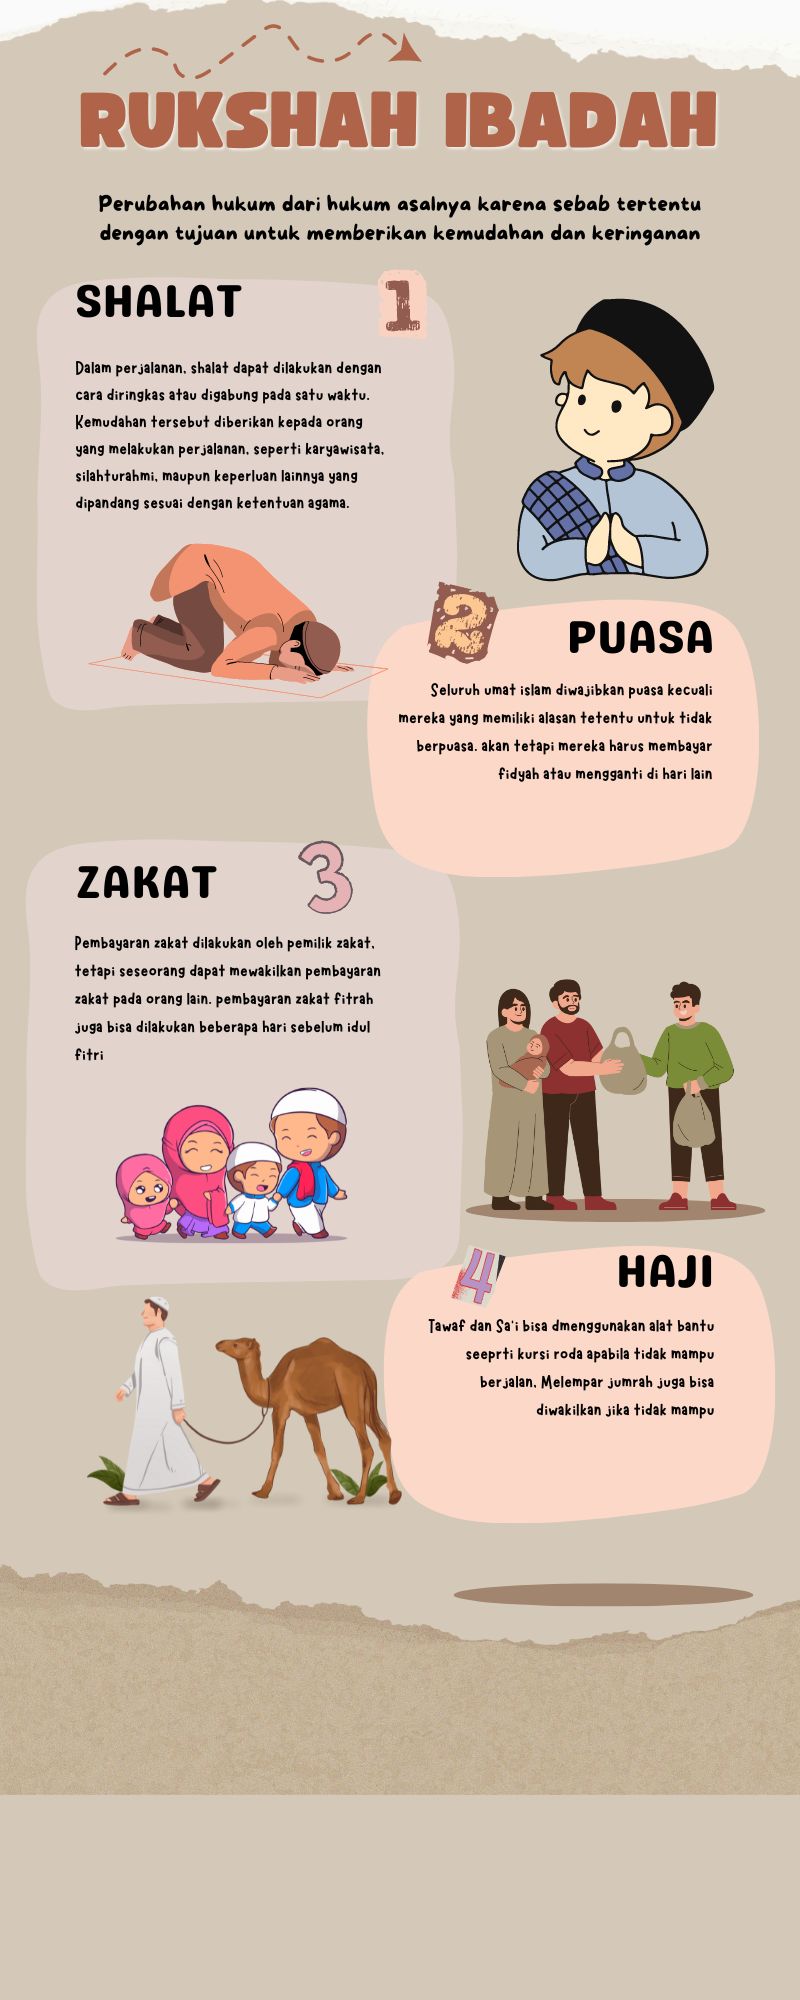 RUKSHAH IBADAH
Perubahan hukum dari hukum asalnya karena sebab tertentu
dengan tujuan untuk memberikan kemudahan dan keringanan
SHALAT
1
Dalam perjalanan, shalat dapat dilakukan dengan
cara diringkas atau digabung pada satu waktu.
Kemudahan tersebut diberikan kepada orang
yang melakukan perjalanan, seperti karyawisata,
silahturahmi, maupun keperluan lainnya yang
dipandang sesuai dengan ketentuan agama.
2
PUASA
Seluruh umat islam diwajibkan puasa kecuali
mereka yang memiliki alasan tetentu untuk tidak
berpuasa. akan tetapi mereka harus membayar
fidyah atau mengganti di hari lain
ZAKAT
3
Pembayaran zakat dilakukan oleh pemilik zakat,
tetapi seseorang dapat mewakilkan pembayaran
zakat pada orang lain. pembayaran zakat fitrah
juga bisa dilakukan beberapa hari sebelum idul
fitri
4
HAJI
Tawaf dan Sa'i bisa dmenggunakan alat bantu
seeprti kursi roda apabila tidak mampu
berjalan, Melempar jumrah juga bisa
diwakilkan jika tidak mampu